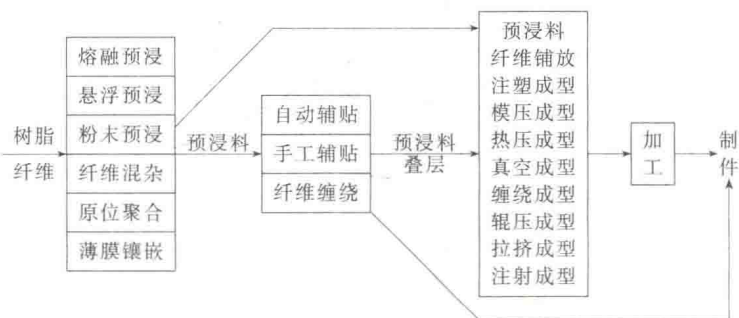 树脂
纤维
熔融预浸
悬浮预浸
粉末预浸
纤维混杂
原位聚合
薄膜镶嵌
预浸料
自动辅贴
手工辅贴
纤维缠绕
预浸料
叠层
预浸料
纤维铺放
注塑成型
模压成型
热压成型
真空成型
缠绕成型
辊压成型
拉挤成型
注射成型
加
工
制
件